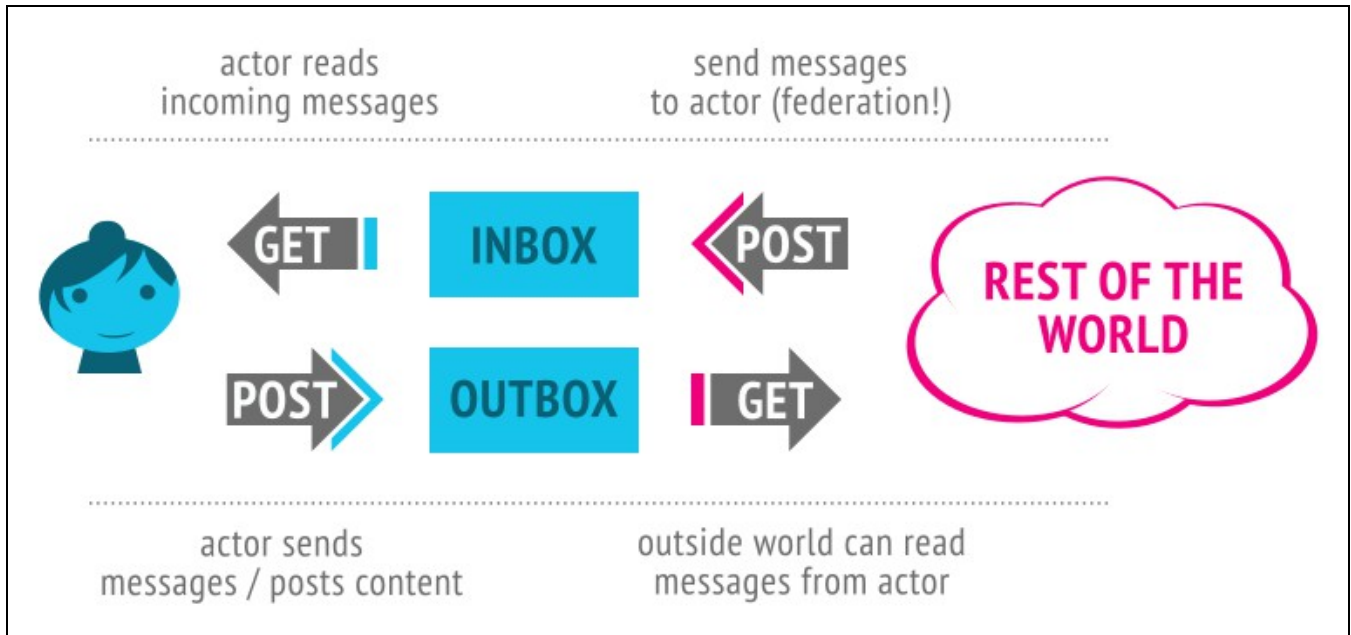 actor reads
incoming messages
send messages
to actor (federation!)
GET
INBOX
POST
REST OF THE
WORLD
POST
OUTBOX
GET
actor sends
messages / posts content
outside world can read
messages from actor